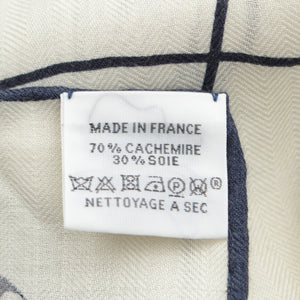 MADE IN FRANCE
70% CACHEMIRE
30% SOIE
NETTOYAGE A SEC